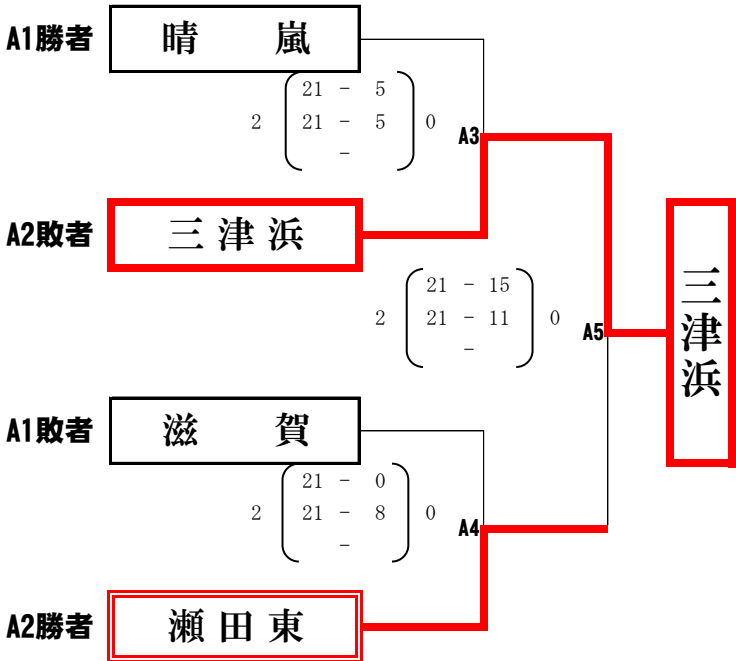 A1勝者 晴 嵐
21 - 5
2 21 - 5 0
-
A3
A2敗者 三津浜
21 - 15
2 21 - 11 0
-
A5
三津浜
A1敗者 滋 賀
21 - 0
2 21 - 8 0
-
A4
A2勝者 瀬田東